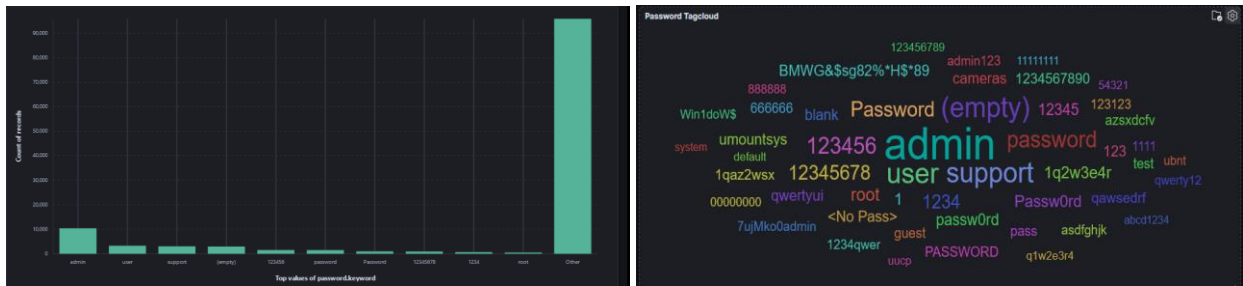 90,000
80,000
70,000
60,000
50,000
40,000
30,000
20,000
10,000
0
Count of records
admin user support (empty) 123456 password Password 12345678 1234 root Other
Top values of password.keyword
Password Tagcloud
123456789
admin123 11111111
BMWG&$sg82%*H$*89 cameras 1234567890 54321
888888
Win1doW$ 666666 blank Password (empty) 12345 123123
azsxdcfv
system umountsys 123456 admin password 123 1111
default test ubnt
1qaz2wsx 12345678 user support 1q2w3e4r qwerty12
00000000 qwertyui root 1 1234 Passw0rd qawsedrf
7ujMko0admin <No Pass> passw0rd pass abcd1234
guest asdfghjk
1234qwer PASSWORD q1w2e3r4
uucp